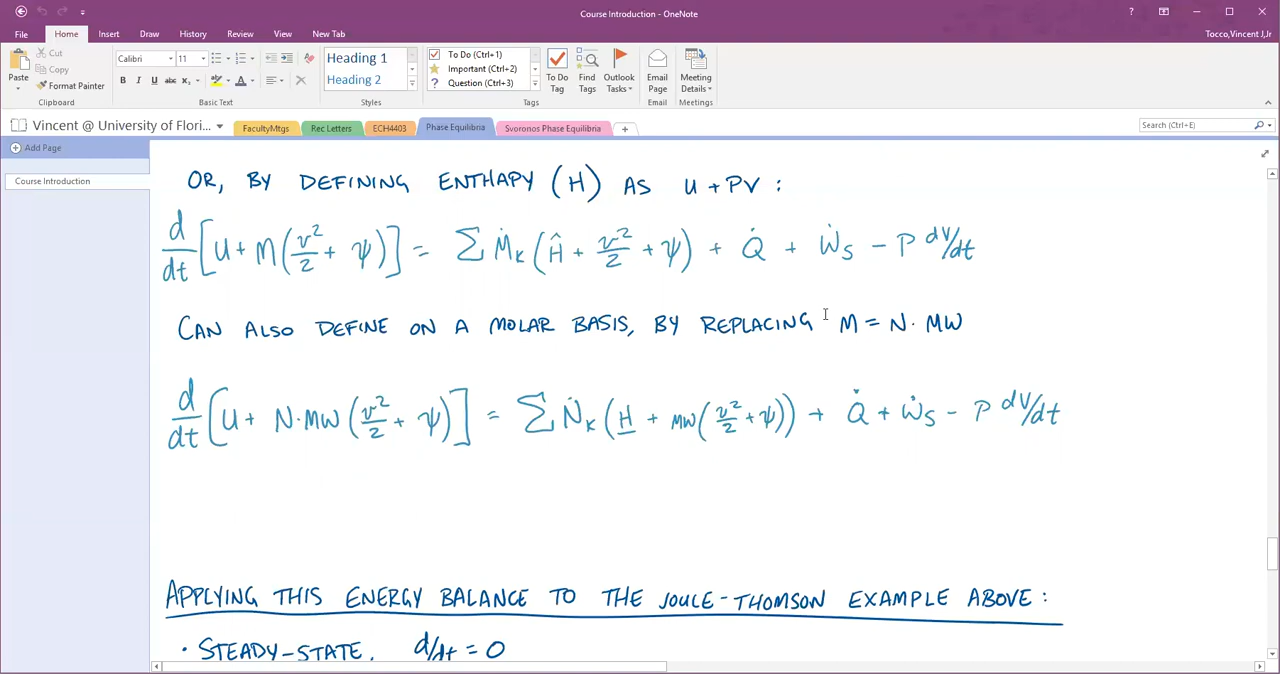 Course Introduction - OneNote
File Home Insert Draw History Review View New Tab
Tocco,Vincent J,Jr
Paste
Cut
Copy
Format Painter
Clipboard
Calibri 11
B I U abc x₂ A
Basic Text
Heading 1
Heading 2
Styles
To Do (Ctrl+1)
Important (Ctrl+2)
Question (Ctrl+3)
To Do Tag
Find Tags
Outlook Tasks
Tags
Email Page
Email
Meeting Details
Meetings
Vincent @ University of Flori... FacultyMtgs Rec Letters ECH4403 Phase Equilibria Svoronos Phase Equilibria + Search (Ctrl+E)
Add Page
Course Introduction
OR, BY DEFINING ENTHAPY (H) AS U + PV :
d/dt [U + M(v²/2 + ψ)] = Σ Ṁ_K (Ĥ + v²/2 + ψ) + Q̇ + Ẇ_S - P dV/dt
CAN ALSO DEFINE ON A MOLAR BASIS, BY REPLACING M = N · MW
d/dt [U + N·MW (v²/2 + ψ)] = Σ Ṅ_K (H̲ + MW(v²/2 + ψ)) + Q̇ + Ẇ_S - P dV/dt
APPLYING THIS ENERGY BALANCE TO THE JOULE-THOMSON EXAMPLE ABOVE :
· STEADY-STATE, d/dt = 0